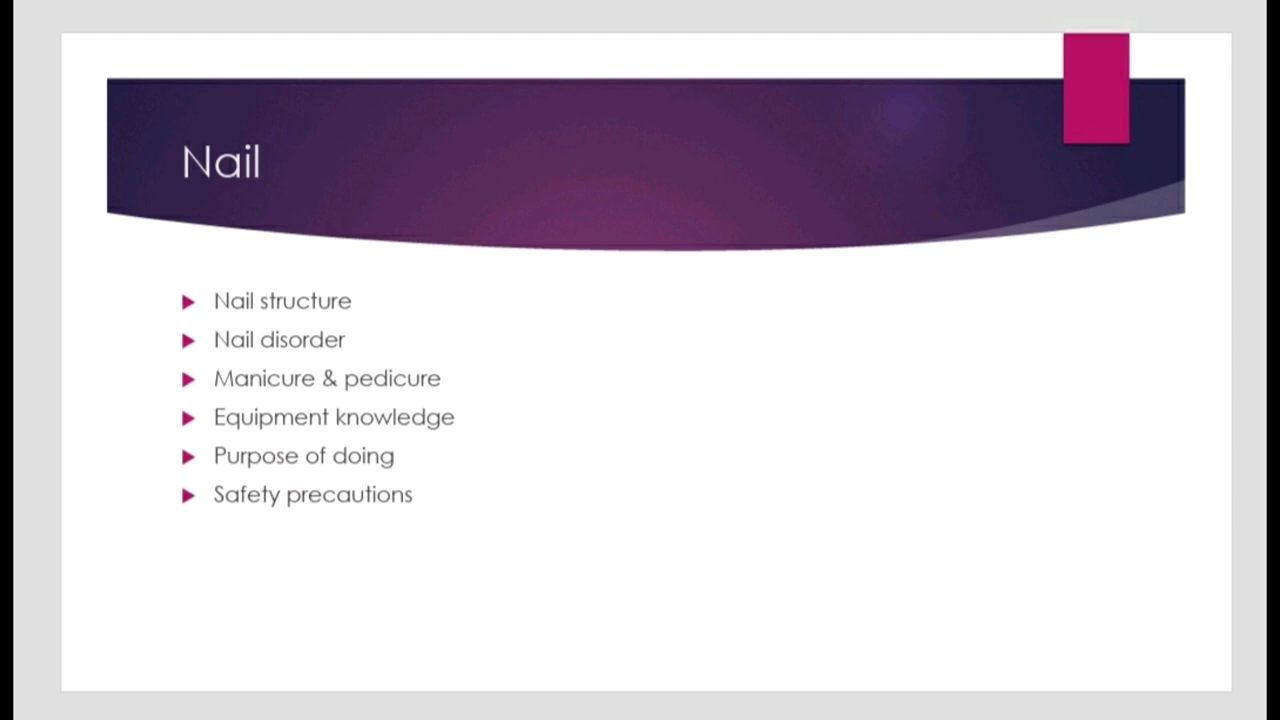 Nail
Nail structure
Nail disorder
Manicure & pedicure
Equipment knowledge
Purpose of doing
Safety precautions